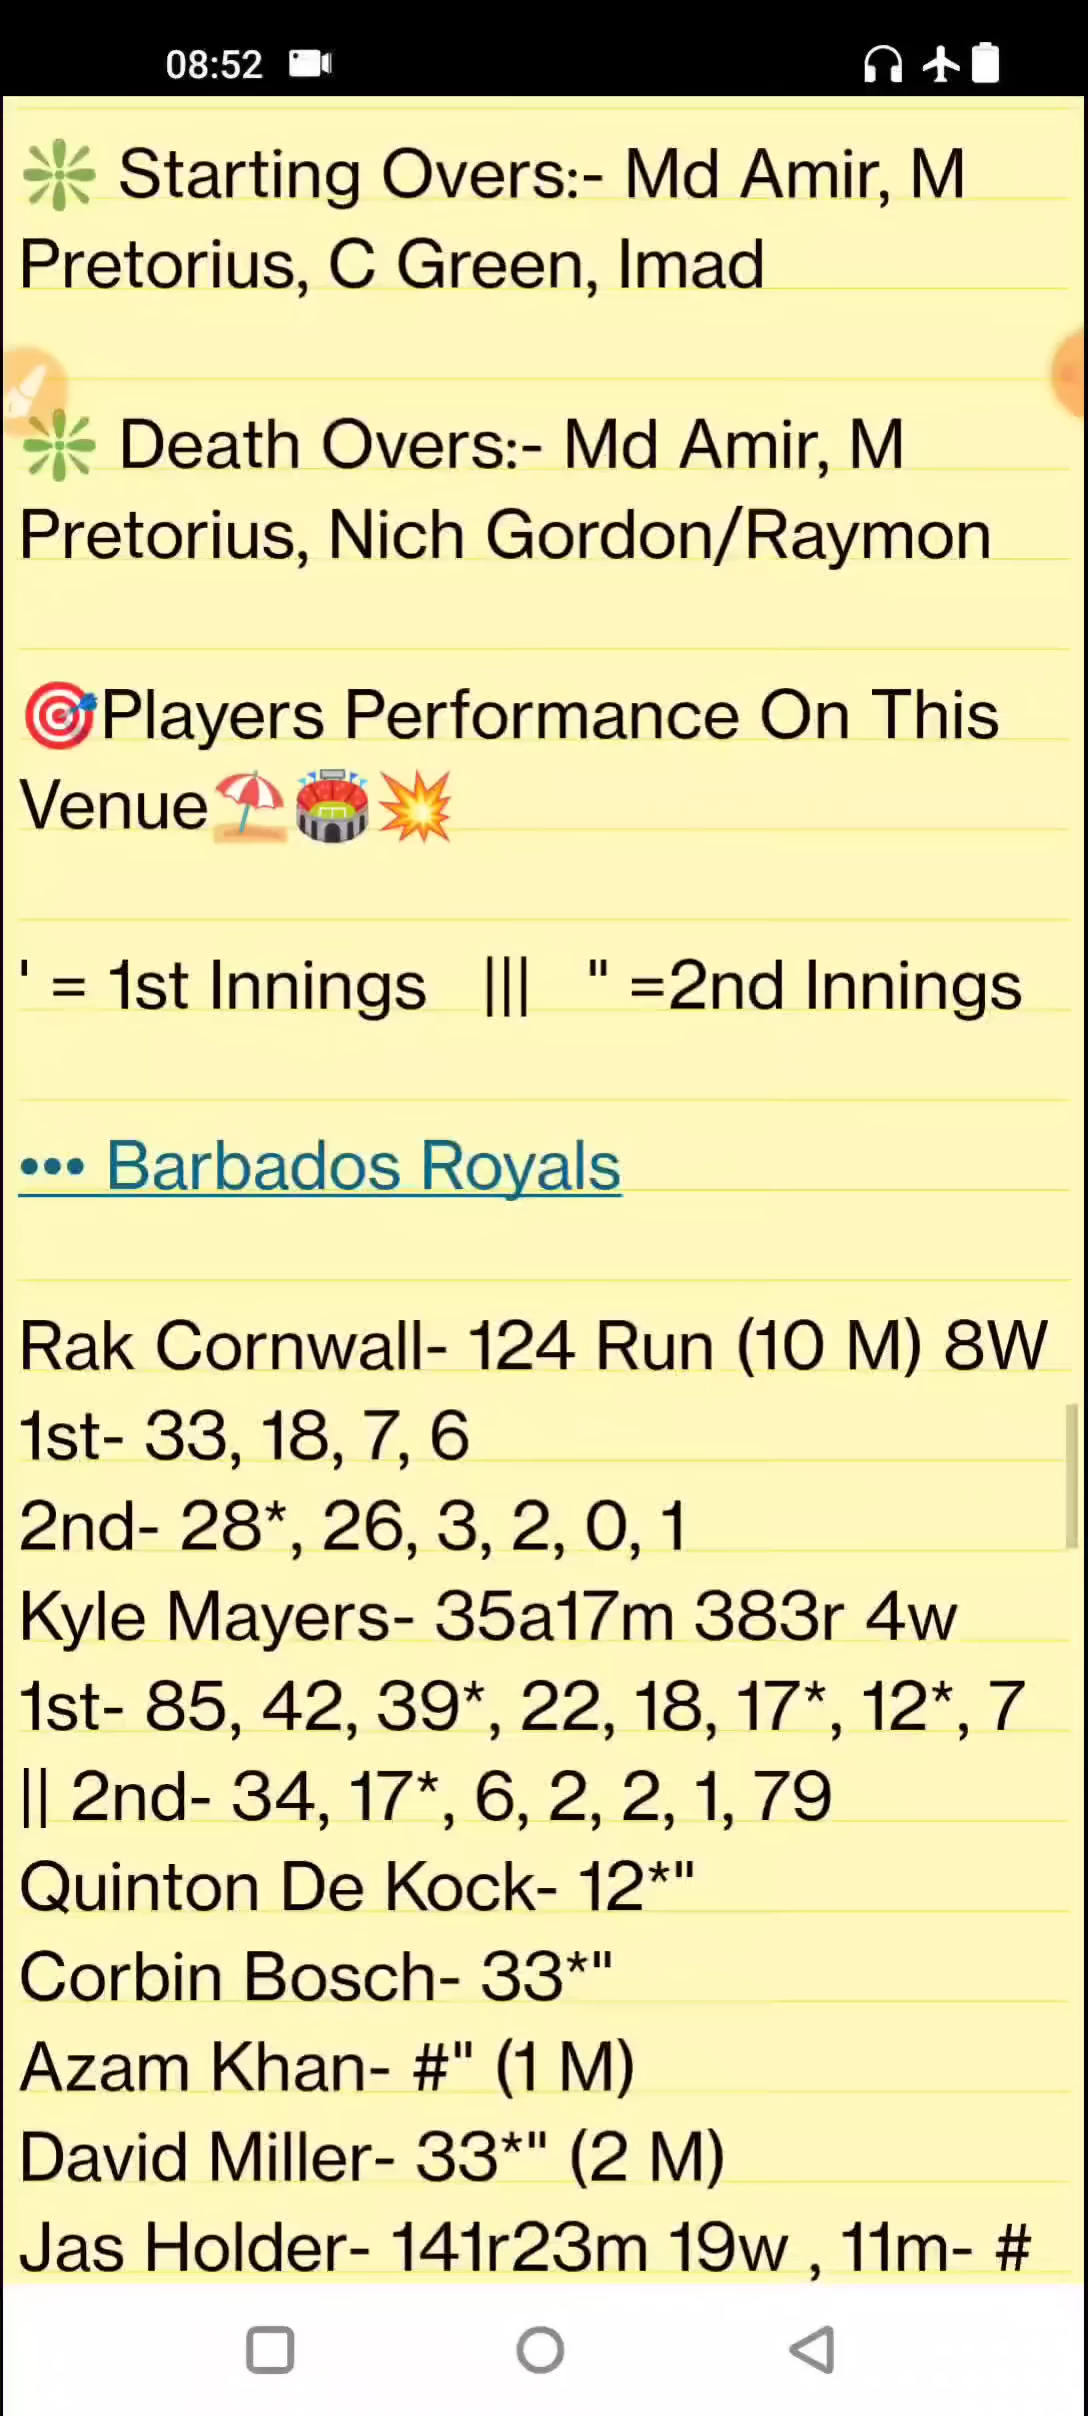 08:52
Starting Overs:- Md Amir, M
Pretorius, C Green, Imad
Death Overs:- Md Amir, M
Pretorius, Nich Gordon/Raymon
🎯Players Performance On This
Venue⛱🏟💥
' = 1st Innings ||| " =2nd Innings
••• Barbados Royals
Rak Cornwall- 124 Run (10 M) 8W
1st- 33, 18, 7, 6
2nd- 28*, 26, 3, 2, 0, 1
Kyle Mayers- 35a17m 383r 4w
1st- 85, 42, 39*, 22, 18, 17*, 12*, 7
|| 2nd- 34, 17*, 6, 2, 2, 1, 79
Quinton De Kock- 12*"
Corbin Bosch- 33*"
Azam Khan- #" (1 M)
David Miller- 33*" (2 M)
Jas Holder- 141r23m 19w , 11m- #